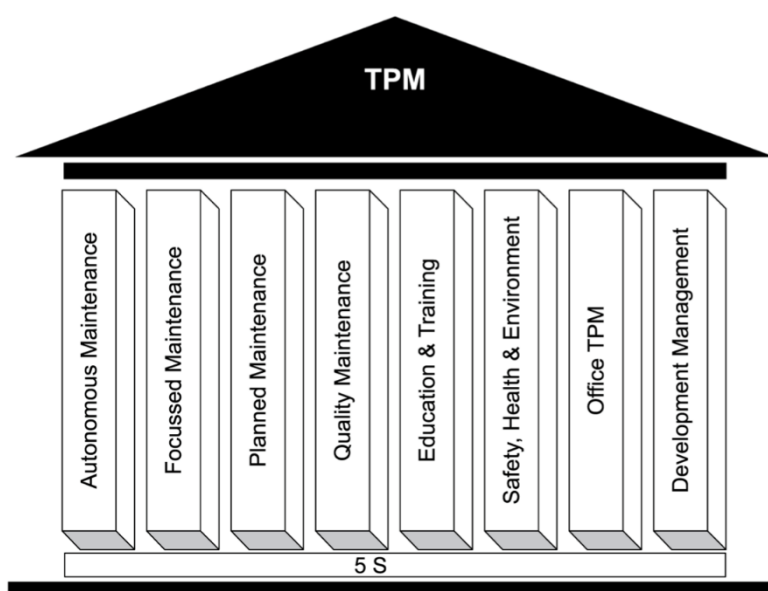 TPM
Autonomous Maintenance
Focussed Maintenance
Planned Maintenance
Quality Maintenance
Education & Training
Safety, Health & Environment
Office TPM
Development Management
5 S